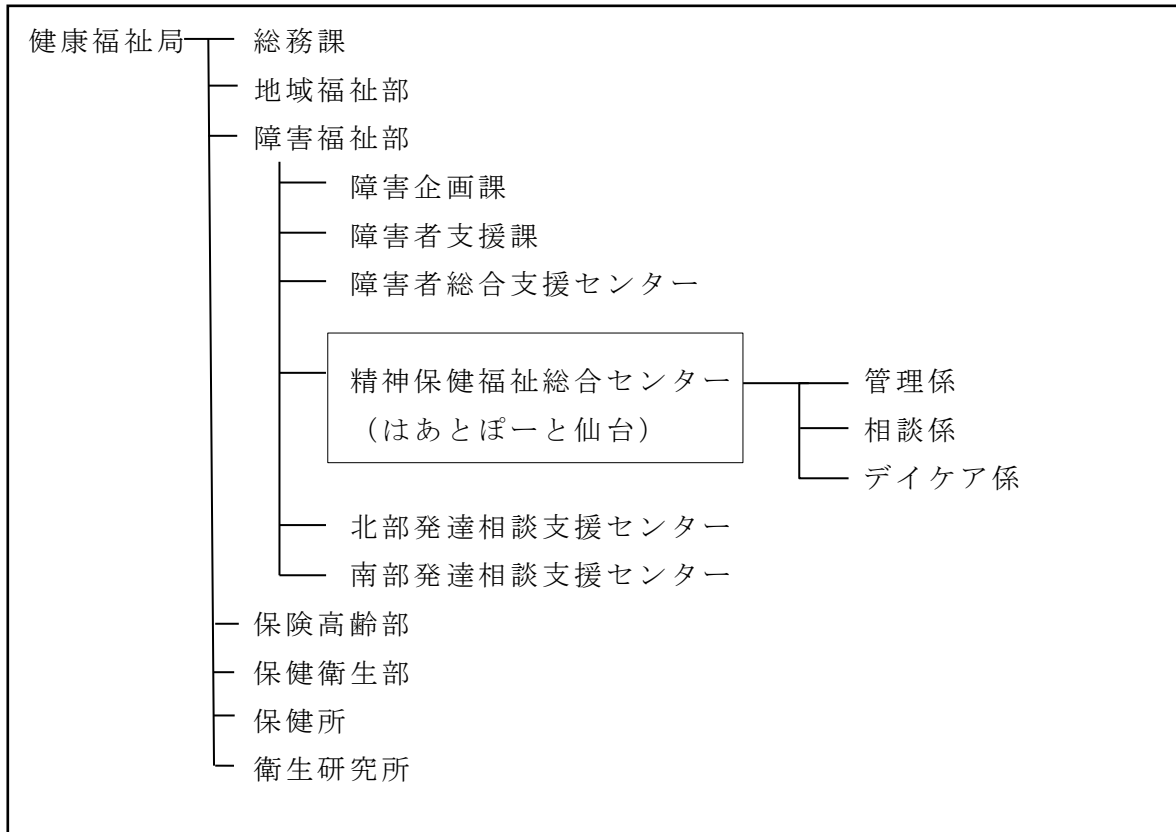 健康福祉局 総務課
地域福祉部
障害福祉部
障害企画課
障害者支援課
障害者総合支援センター
精神保健福祉総合センター
（はあとぽーと仙台）
管理係
相談係
デイケア係
北部発達相談支援センター
南部発達相談支援センター
保険高齢部
保健衛生部
保健所
衛生研究所